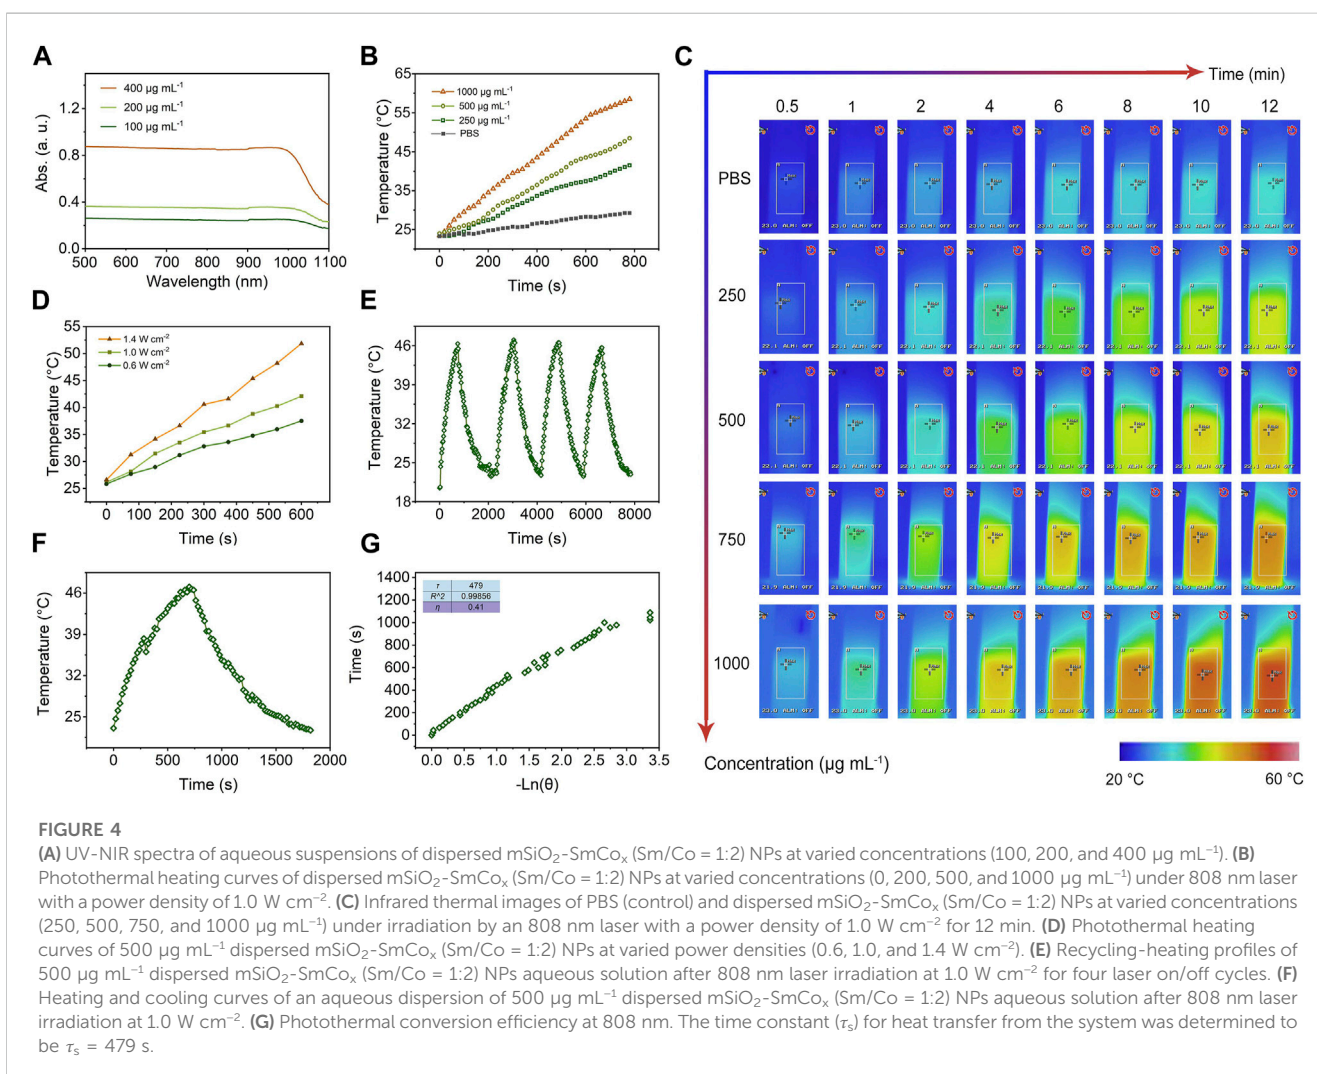 A
400 µg mL⁻¹
200 µg mL⁻¹
100 µg mL⁻¹
Abs. (a. u.)
1.2
0.8
0.4
0.0
500 600 700 800 900 1000 1100
Wavelength (nm)
B
1000 µg mL⁻¹
500 µg mL⁻¹
250 µg mL⁻¹
PBS
Temperature (°C)
65
55
45
35
25
0 200 400 600 800
Time (s)
C
Time (min)
0.5 1 2 4 6 8 10 12
PBS
23.0 ALM: OFF
250
22.1 ALM: OFF
500
22.1 ALM: OFF
750
21.9 ALM: OFF
1000
23.0 ALM: OFF
Concentration (µg mL⁻¹)
20 °C 60 °C
D
1.4 W cm⁻²
1.0 W cm⁻²
0.6 W cm⁻²
Temperature (°C)
55
50
45
40
35
30
25
0 100 200 300 400 500 600
Time (s)
E
Temperature (°C)
46
39
32
25
18
0 2000 4000 6000 8000
Time (s)
F
Temperature (°C)
46
39
32
25
0 500 1000 1500 2000
Time (s)
G
τ 479
R^2 0.99856
η 0.41
Time (s)
1400
1200
1000
800
600
400
200
0
0.0 0.5 1.0 1.5 2.0 2.5 3.0 3.5
-Ln(θ)
FIGURE 4
(A) UV-NIR spectra of aqueous suspensions of dispersed mSiO₂-SmCoₓ (Sm/Co = 1:2) NPs at varied concentrations (100, 200, and 400 µg mL⁻¹). (B)
Photothermal heating curves of dispersed mSiO₂-SmCoₓ (Sm/Co = 1:2) NPs at varied concentrations (0, 200, 500, and 1000 µg mL⁻¹) under 808 nm laser
with a power density of 1.0 W cm⁻². (C) Infrared thermal images of PBS (control) and dispersed mSiO₂-SmCoₓ (Sm/Co = 1:2) NPs at varied concentrations
(250, 500, 750, and 1000 µg mL⁻¹) under irradiation by an 808 nm laser with a power density of 1.0 W cm⁻² for 12 min. (D) Photothermal heating
curves of 500 µg mL⁻¹ dispersed mSiO₂-SmCoₓ (Sm/Co = 1:2) NPs at varied power densities (0.6, 1.0, and 1.4 W cm⁻²). (E) Recycling-heating profiles of
500 µg mL⁻¹ dispersed mSiO₂-SmCoₓ (Sm/Co = 1:2) NPs aqueous solution after 808 nm laser irradiation at 1.0 W cm⁻² for four laser on/off cycles. (F)
Heating and cooling curves of an aqueous dispersion of 500 µg mL⁻¹ dispersed mSiO₂-SmCoₓ (Sm/Co = 1:2) NPs aqueous solution after 808 nm laser
irradiation at 1.0 W cm⁻². (G) Photothermal conversion efficiency at 808 nm. The time constant (τₛ) for heat transfer from the system was determined to
be τₛ = 479 s.